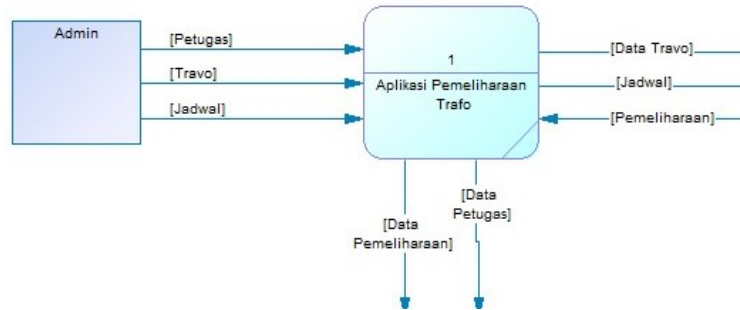 Admin
[Petugas]
[Travo]
[Jadwal]
1
Aplikasi Pemeliharaan
Trafo
[Data Travo]
[Jadwal]
[Pemeliharaan]
[Data
Pemeliharaan]
[Data
Petugas]